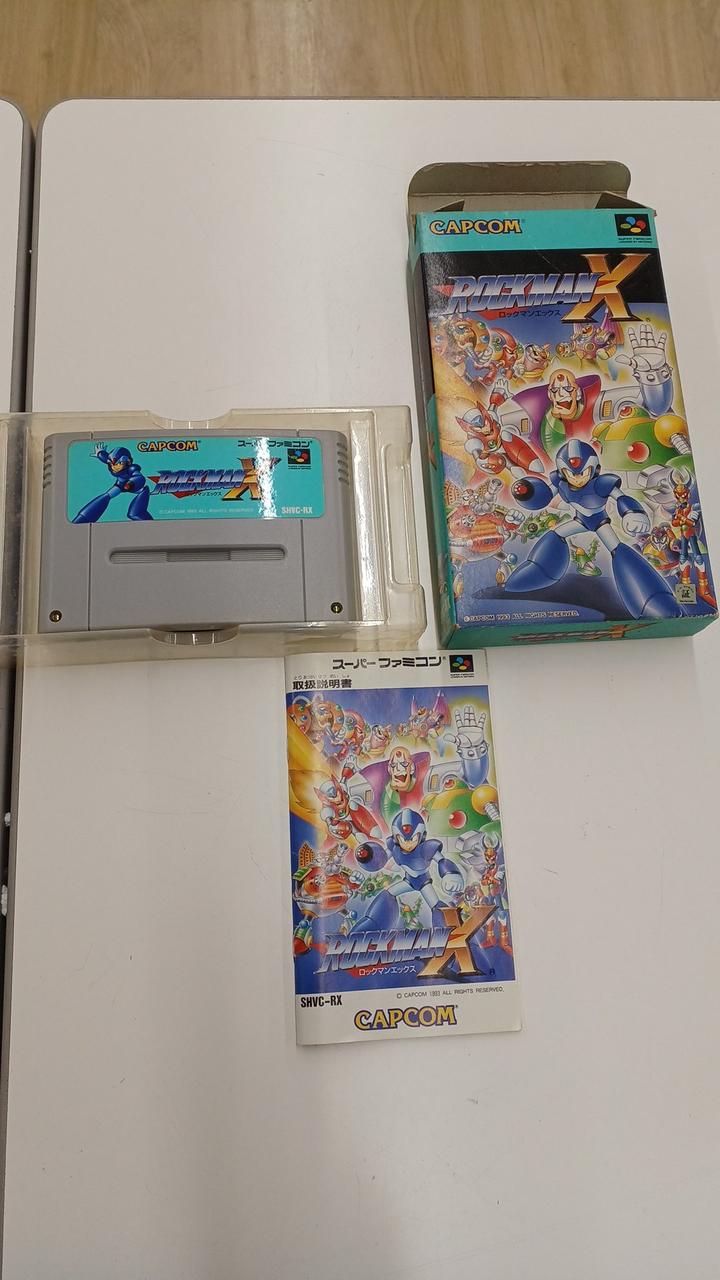 CAPCOM
SUPER FAMICOM
ROCKMAN X
ロックマンエックス
© CAPCOM 1993 ALL RIGHTS RESERVED.
ROCKMAN X
CAPCOM
スーパーファミコン
ROCKMAN X
ロックマンエックス
© CAPCOM 1993 ALL RIGHTS RESERVED
SHVC-RX
スーパーファミコン
取扱説明書
ROCKMAN X
ロックマンエックス
SHVC-RX
© CAPCOM 1993 ALL RIGHTS RESERVED.
CAPCOM